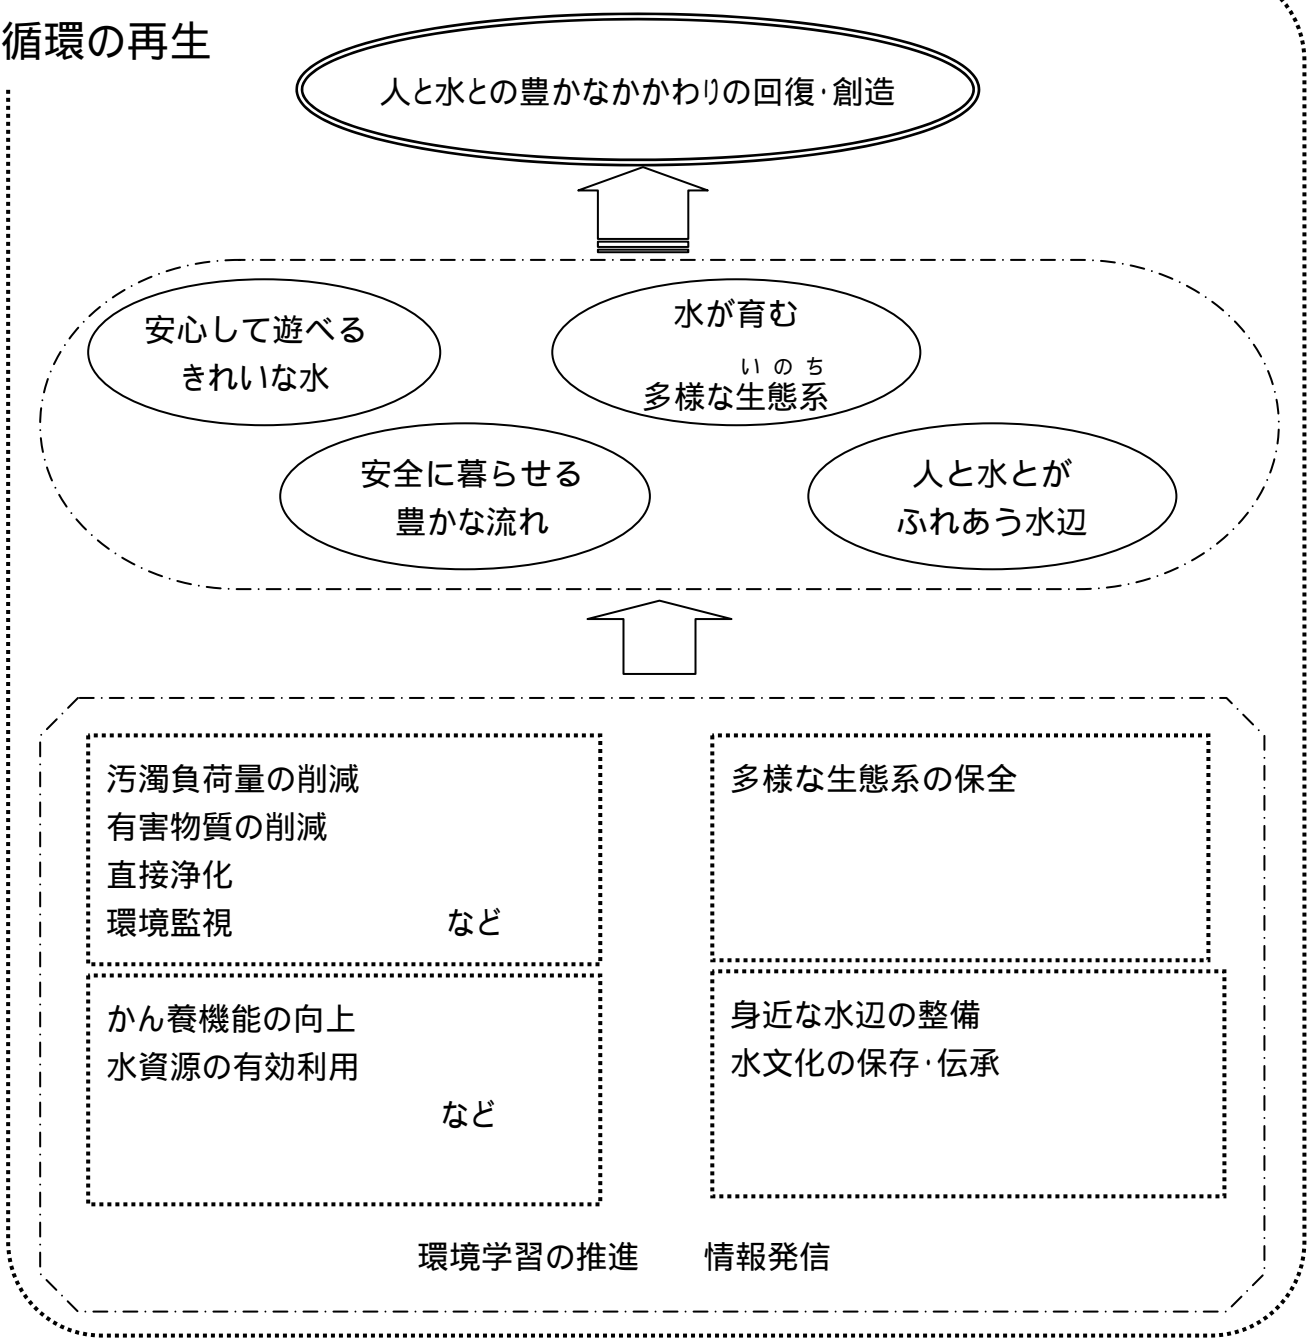 循環の再生
人と水との豊かなかかわりの回復・創造
安心して遊べる
きれいな水
水が育む
いのち
多様な生態系
安全に暮らせる
豊かな流れ
人と水とが
ふれあう水辺
汚濁負荷量の削減
有害物質の削減
直接浄化
環境監視 など
多様な生態系の保全
かん養機能の向上
水資源の有効利用
など
身近な水辺の整備
水文化の保存・伝承
環境学習の推進 情報発信